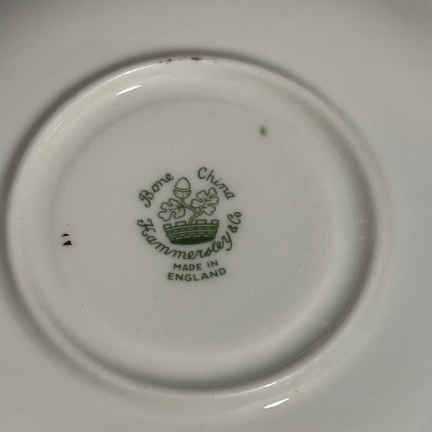 Bone China
Hammersley & Co
MADE IN
ENGLAND